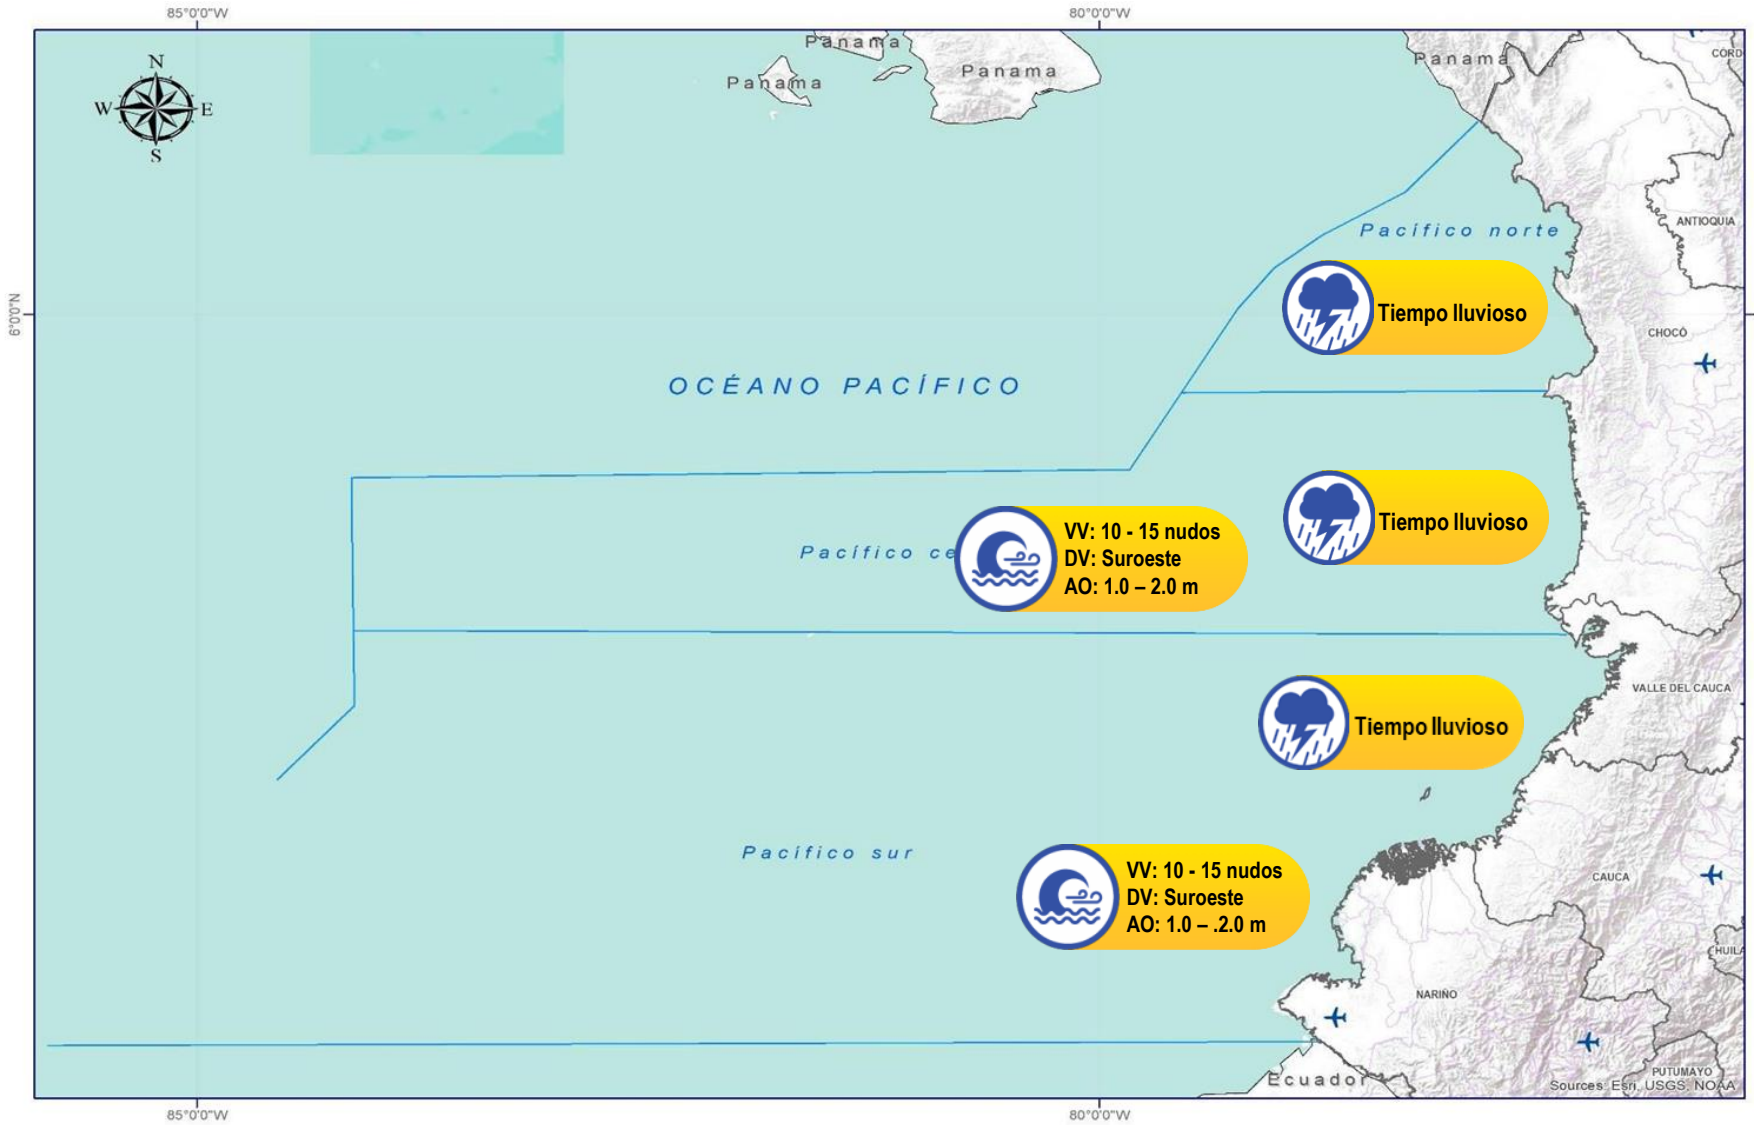 85°0'0"W
80°0'0"W
N
W
E
S
Panama
Panama
Panama
Panama
CÓRD
ANTIOQUIA
Pacífico norte
6°0'0"N
Tiempo lluvioso
CHOCÓ
OCÉANO PACÍFICO
Tiempo lluvioso
VV: 10 - 15 nudos
Pacífico ce
DV: Suroeste
AO: 1.0 – 2.0 m
VALLE DEL CAUCA
Tiempo lluvioso
Pacífico sur
VV: 10 - 15 nudos
DV: Suroeste
AO: 1.0 – .2.0 m
CAUCA
HUILA
NARIÑO
Ecuador
PUTUMAYO
Sources: Esri, USGS, NOAA
85°0'0"W
80°0'0"W